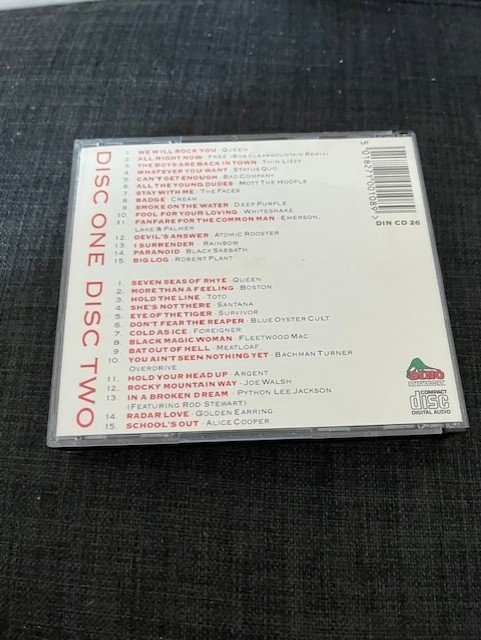 DISC ONE
1. WE WILL ROCK YOU · QUEEN
2. ALL RIGHT NOW · FREE (BOB CLEARMOUNTAIN REMIX)
3. THE BOYS ARE BACK IN TOWN · THIN LIZZY
4. WHATEVER YOU WANT · STATUS QUO
5. CAN'T GET ENOUGH · BAD COMPANY
6. ALL THE YOUNG DUDES · MOTT THE HOOPLE
7. STAY WITH ME · THE FACES
8. BADGE · CREAM
9. SMOKE ON THE WATER · DEEP PURPLE
10. FOOL FOR YOUR LOVING · WHITESNAKE
11. FANFARE FOR THE COMMON MAN · EMERSON,
LAKE & PALMER
12. DEVIL'S ANSWER · ATOMIC ROOSTER
13. I SURRENDER · RAINBOW
14. PARANOID · BLACK SABBATH
15. BIG LOG · ROBERT PLANT
DISC TWO
1. SEVEN SEAS OF RHYE · QUEEN
2. MORE THAN A FEELING · BOSTON
3. HOLD THE LINE · TOTO
4. SHE'S NOT THERE · SANTANA
5. EYE OF THE TIGER · SURVIVOR
6. DON'T FEAR THE REAPER · BLUE OYSTER CULT
7. COLD AS ICE · FOREIGNER
8. BLACK MAGIC WOMAN · FLEETWOOD MAC
9. BAT OUT OF HELL · MEATLOAF
10. YOU AIN'T SEEN NOTHING YET · BACHMAN TURNER
OVERDRIVE
11. HOLD YOUR HEAD UP · ARGENT
12. ROCKY MOUNTAIN WAY · JOE WALSH
13. IN A BROKEN DREAM · PYTHON LEE JACKSON
(FEATURING ROD STEWART)
14. RADAR LOVE · GOLDEN EARRING
15. SCHOOL'S OUT · ALICE COOPER
5 018271 001082
DIN CD 26
DINO
ENTERTAINMENT
COMPACT
disc
DIGITAL AUDIO